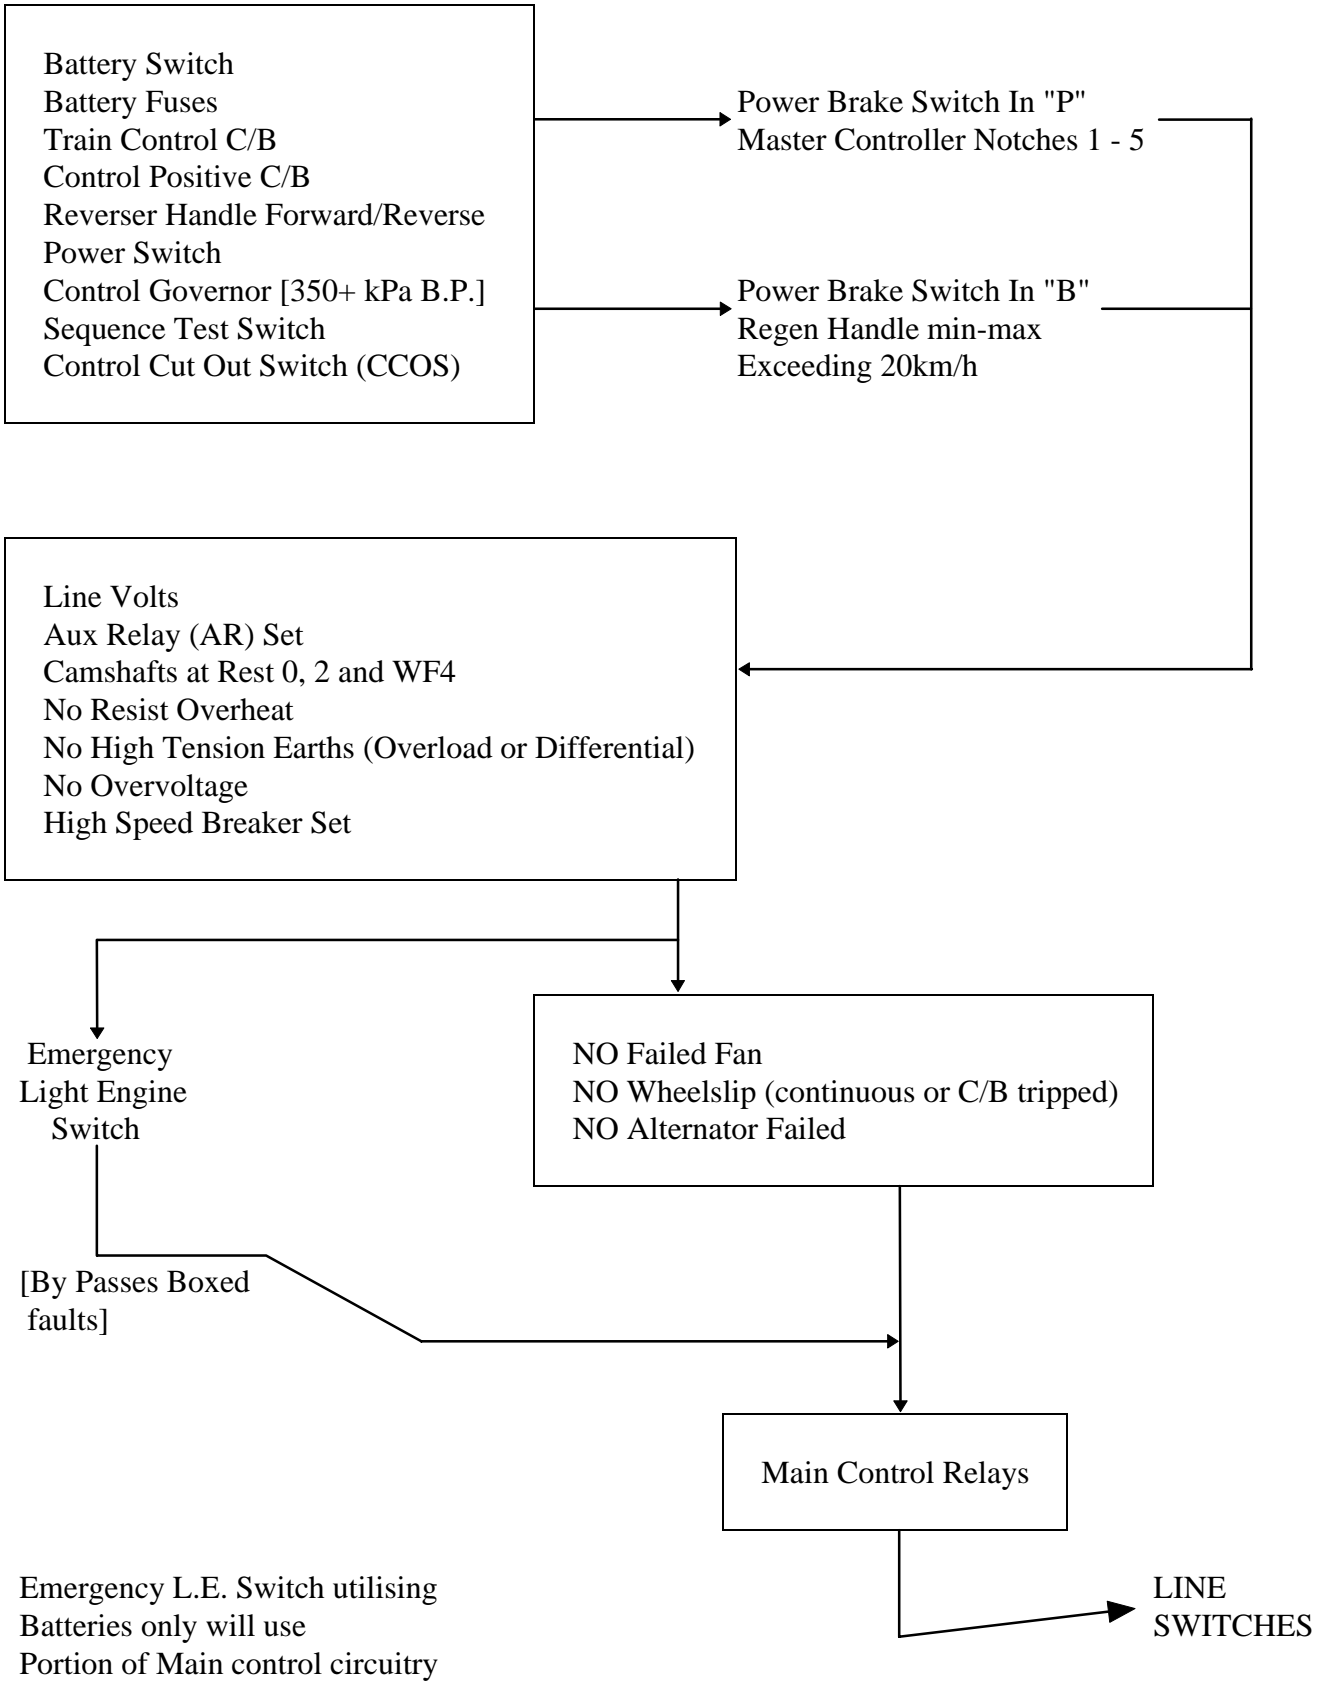 Battery Switch
Battery Fuses
Train Control C/B
Control Positive C/B
Reverser Handle Forward/Reverse
Power Switch
Control Governor [350+ kPa B.P.]
Sequence Test Switch
Control Cut Out Switch (CCOS)
Power Brake Switch In "P"
Master Controller Notches 1 - 5
Power Brake Switch In "B"
Regen Handle min-max
Exceeding 20km/h
Line Volts
Aux Relay (AR) Set
Camshafts at Rest 0, 2 and WF4
No Resist Overheat
No High Tension Earths (Overload or Differential)
No Overvoltage
High Speed Breaker Set
Emergency
Light Engine
Switch
NO Failed Fan
NO Wheelslip (continuous or C/B tripped)
NO Alternator Failed
[By Passes Boxed
faults]
Main Control Relays
Emergency L.E. Switch utilising
Batteries only will use
Portion of Main control circuitry
LINE
SWITCHES